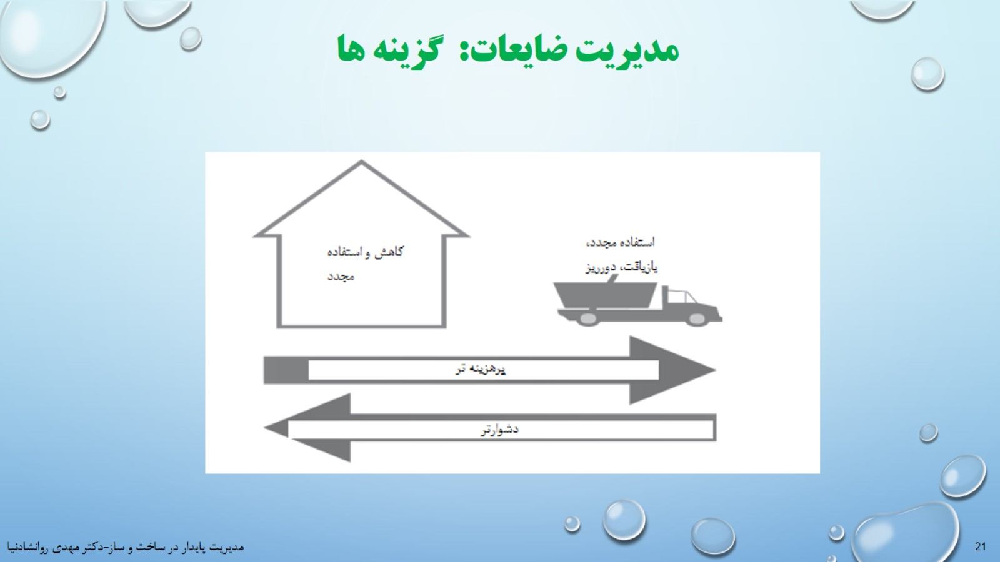 مدیریت ضایعات: گزینه ها
کاهش و استفاده
مجدد
استفاده مجدد،
بازیافت، دورریز
پرهزینه تر
دشوارتر
مدیریت پایدار در ساخت و ساز-دکتر مهدی روانشادنیا
21